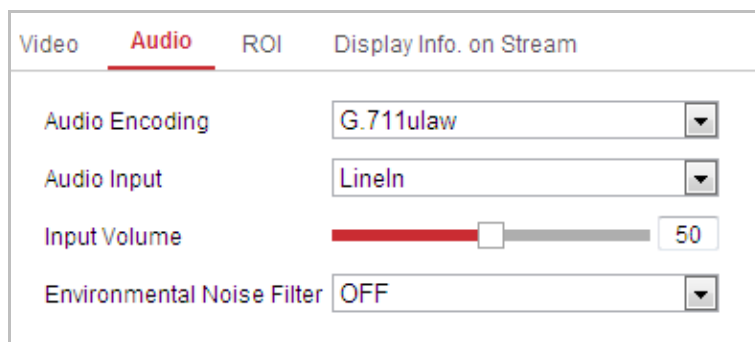 Video Audio ROI Display Info. on Stream
Audio Encoding G.711ulaw
Audio Input LineIn
Input Volume 50
Environmental Noise Filter OFF